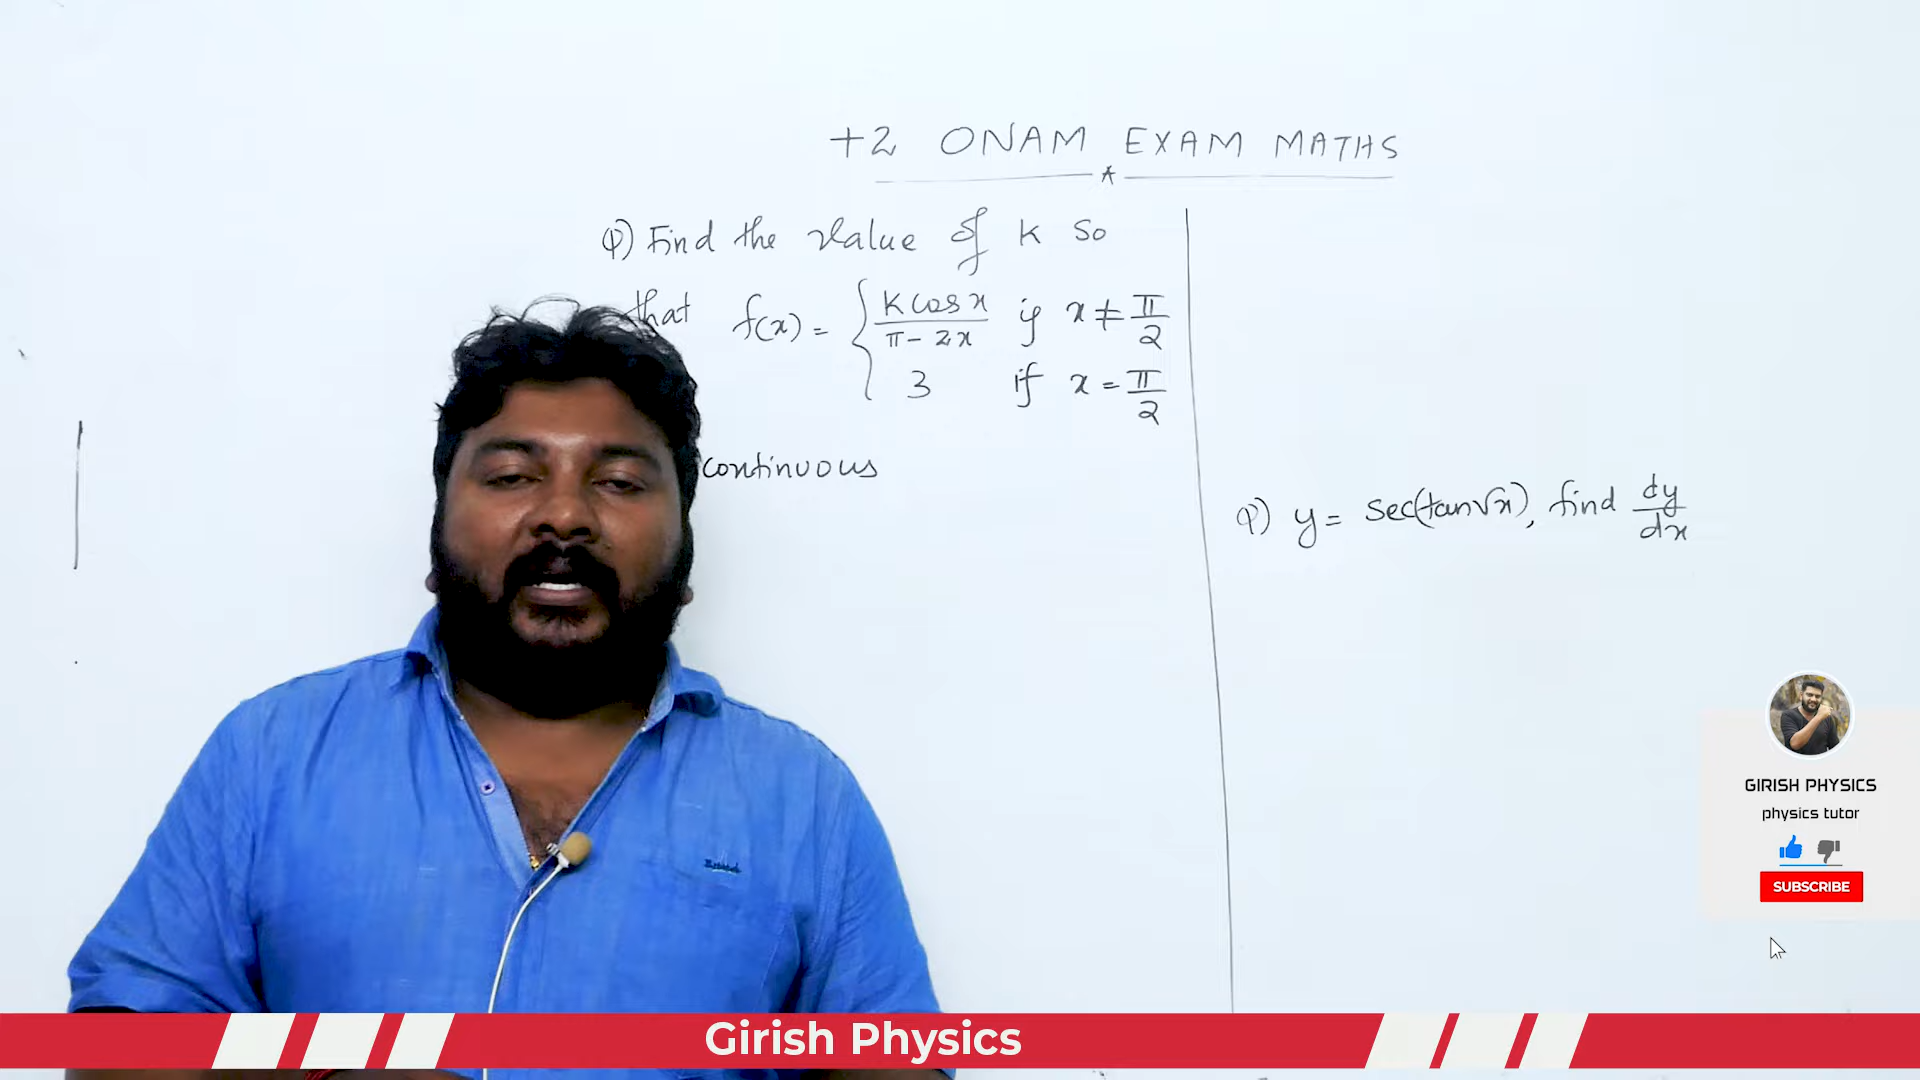 +2 ONAM EXAM MATHS
Q) Find the value of K so
that f(x) = { K cos x / π - 2x if x ≠ π/2
3 if x = π/2
continuous
Q) y = sec(tan√x), find dy/dx
GIRISH PHYSICS
physics tutor
SUBSCRIBE
Girish Physics